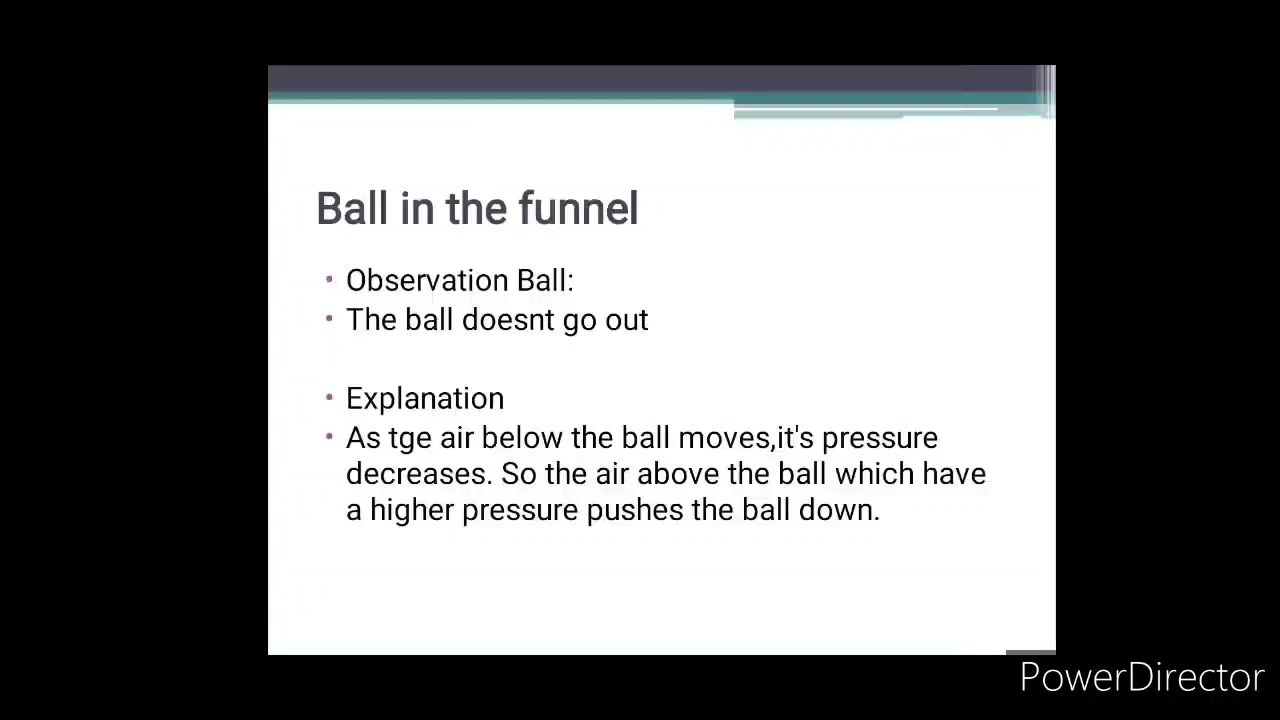 Ball in the funnel
• Observation Ball:
• The ball doesnt go out
• Explanation
• As tge air below the ball moves,it's pressure
decreases. So the air above the ball which have
a higher pressure pushes the ball down.
PowerDirector